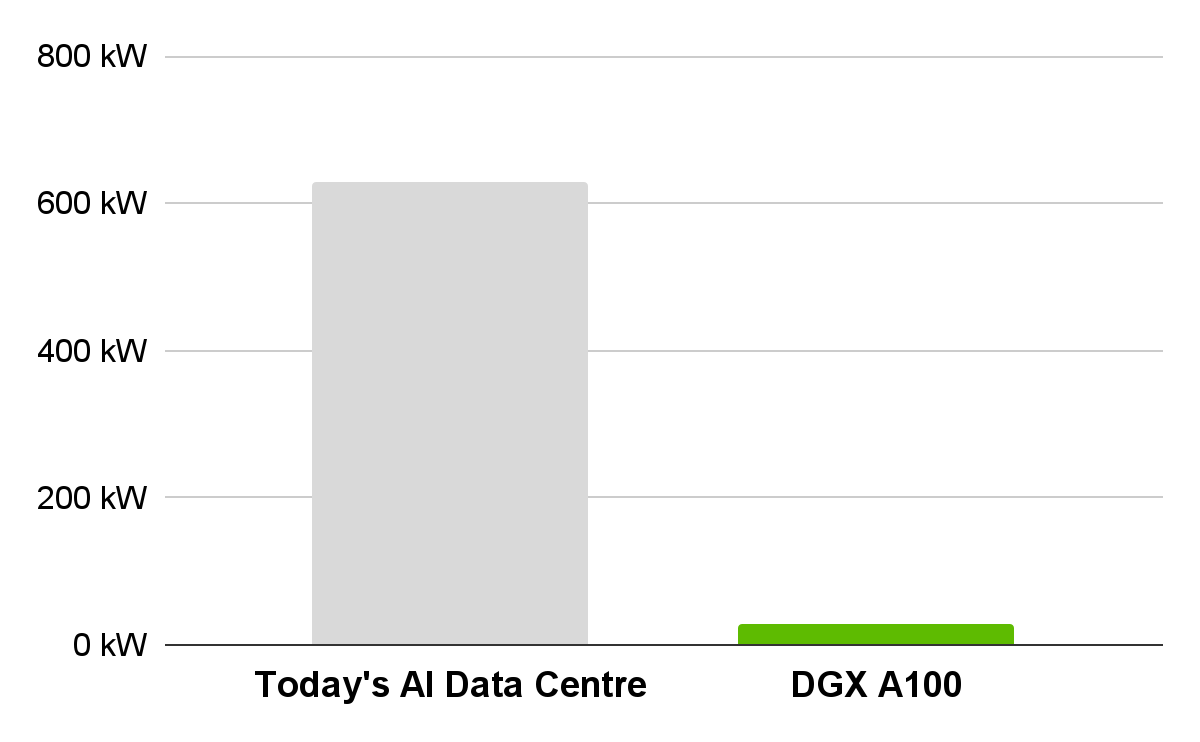 800 kW
600 kW
400 kW
200 kW
0 kW
Today's AI Data Centre
DGX A100